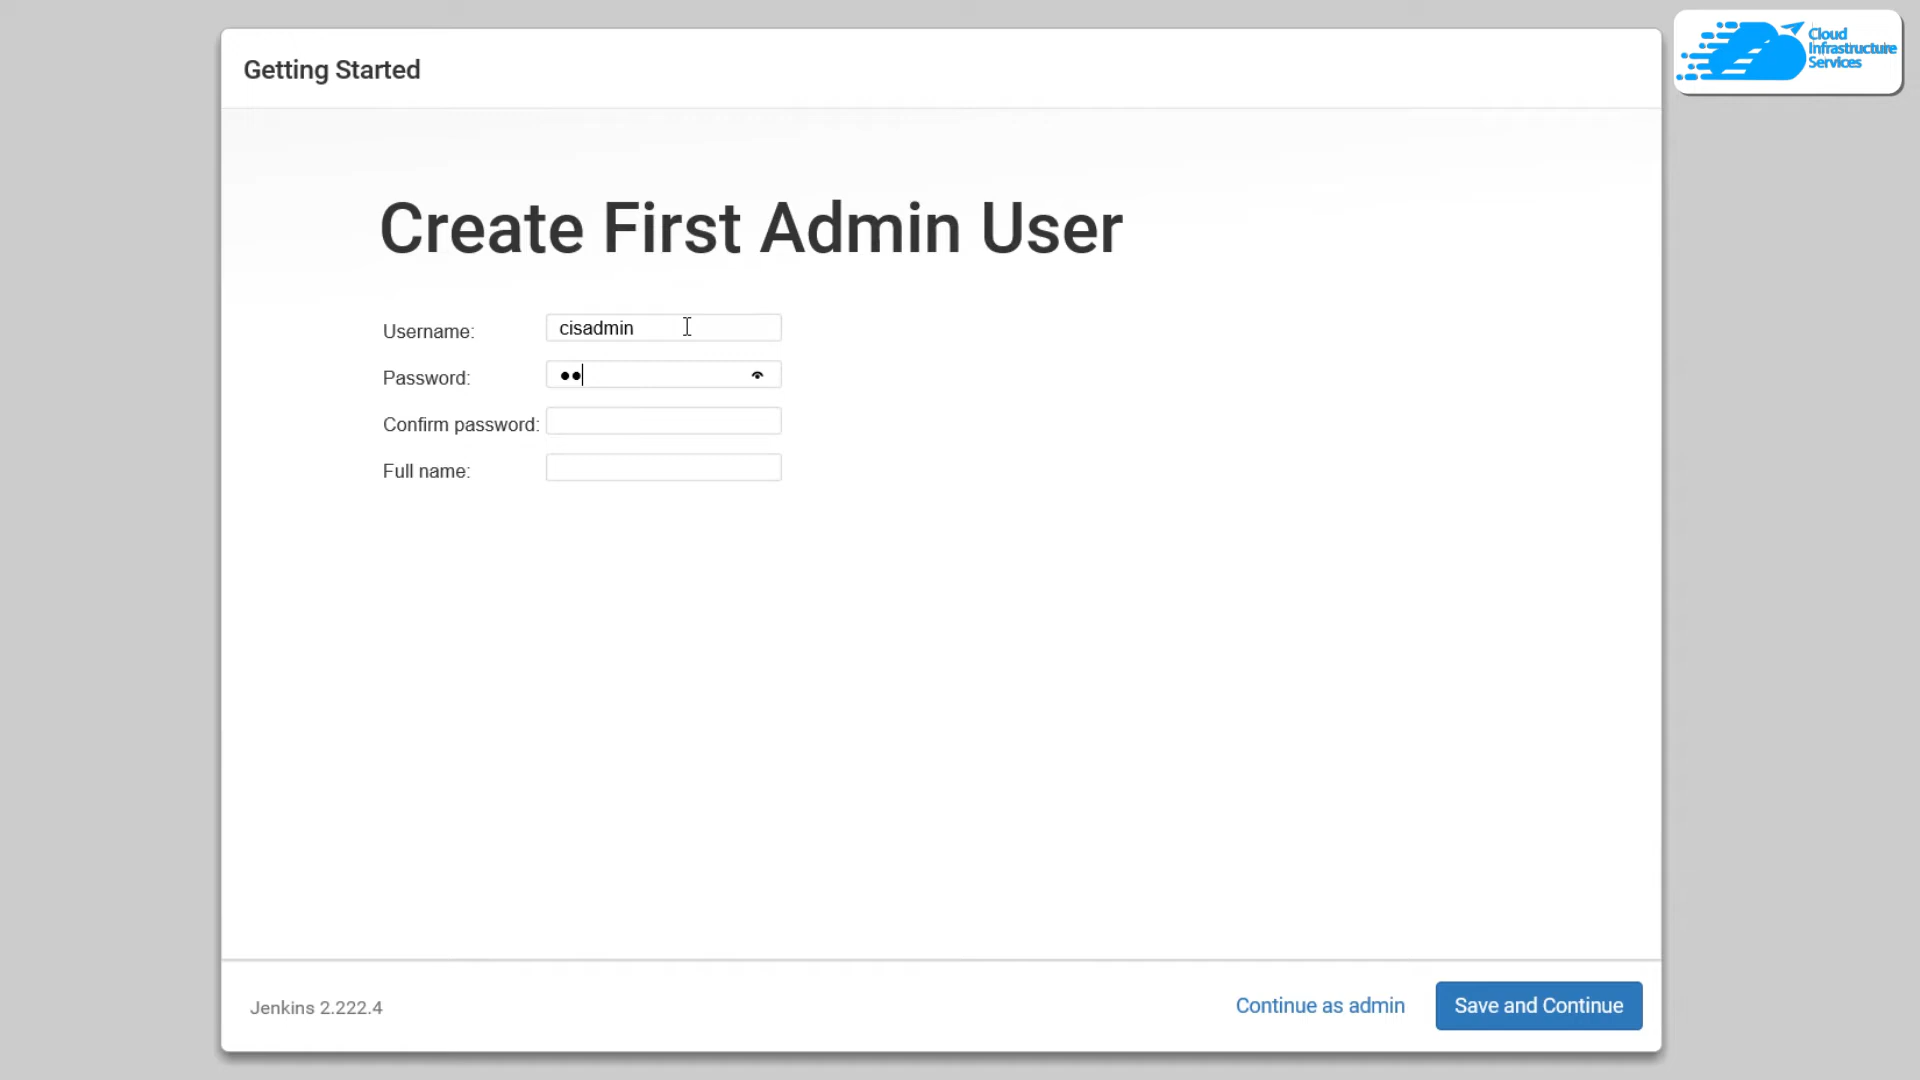 Cloud
Infrastructure
Services
Getting Started
Create First Admin User
Username: cisadmin
Password: ●●
Confirm password:
Full name:
Jenkins 2.222.4
Continue as admin
Save and Continue